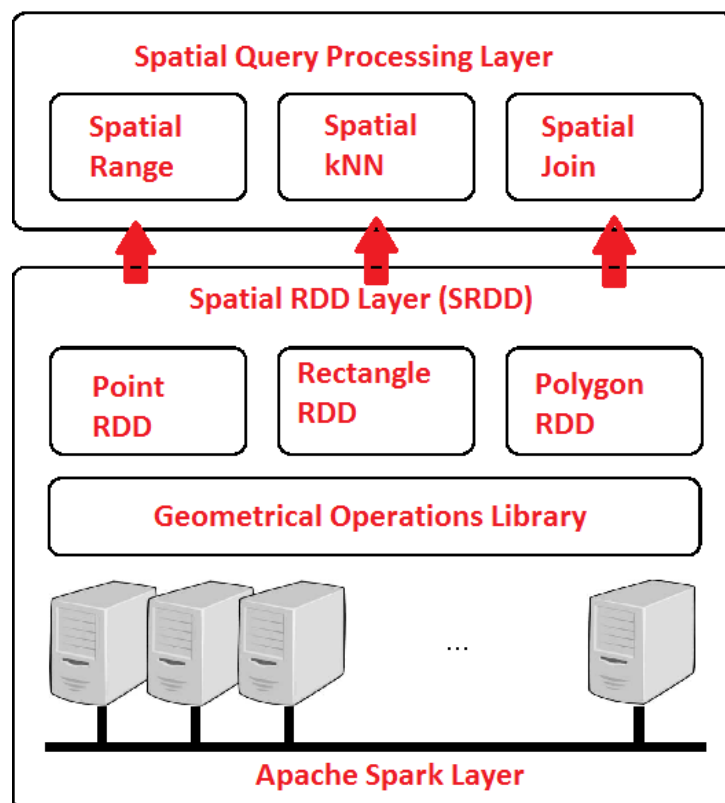 Spatial Query Processing Layer
Spatial
Range
Spatial
kNN
Spatial
Join
Spatial RDD Layer (SRDD)
Point
RDD
Rectangle
RDD
Polygon
RDD
Geometrical Operations Library
...
Apache Spark Layer